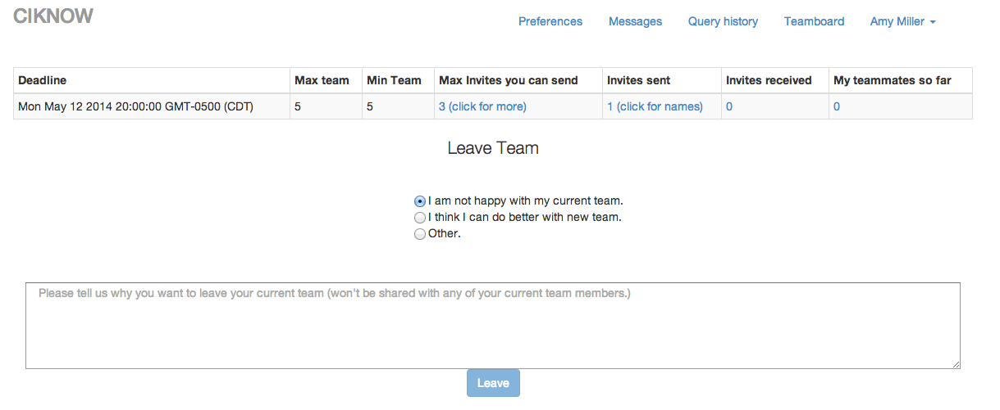 CIKNOW
Preferences Messages Query history Teamboard Amy Miller
Deadline Max team Min Team Max Invites you can send Invites sent Invites received My teammates so far
Mon May 12 2014 20:00:00 GMT-0500 (CDT) 5 5 3 (click for more) 1 (click for names) 0 0
Leave Team
I am not happy with my current team.
I think I can do better with new team.
Other.
Please tell us why you want to leave your current team (won't be shared with any of your current team members.)
Leave